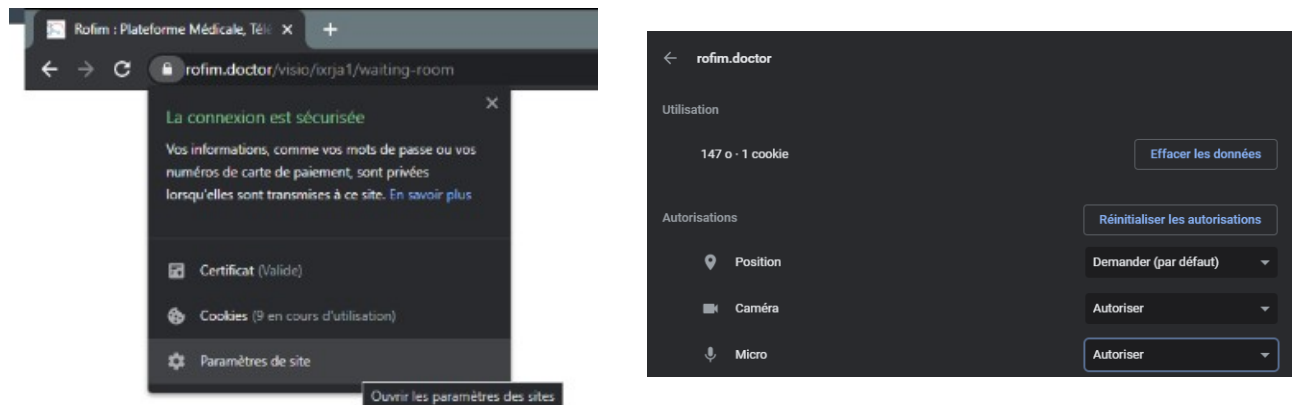 Rofim : Plateforme Médicale, Télé
rofim.doctor/visio/ixrja1/waiting-room
La connexion est sécurisée
Vos informations, comme vos mots de passe ou vos
numéros de carte de paiement, sont privées
lorsqu'elles sont transmises à ce site. En savoir plus
Certificat (Valide)
Cookies (9 en cours d'utilisation)
Paramètres de site
Ouvrir les paramètres des sites
rofim.doctor
Utilisation
147 o · 1 cookie
Effacer les données
Autorisations
Réinitialiser les autorisations
Position
Demander (par défaut)
Caméra
Autoriser
Micro
Autoriser